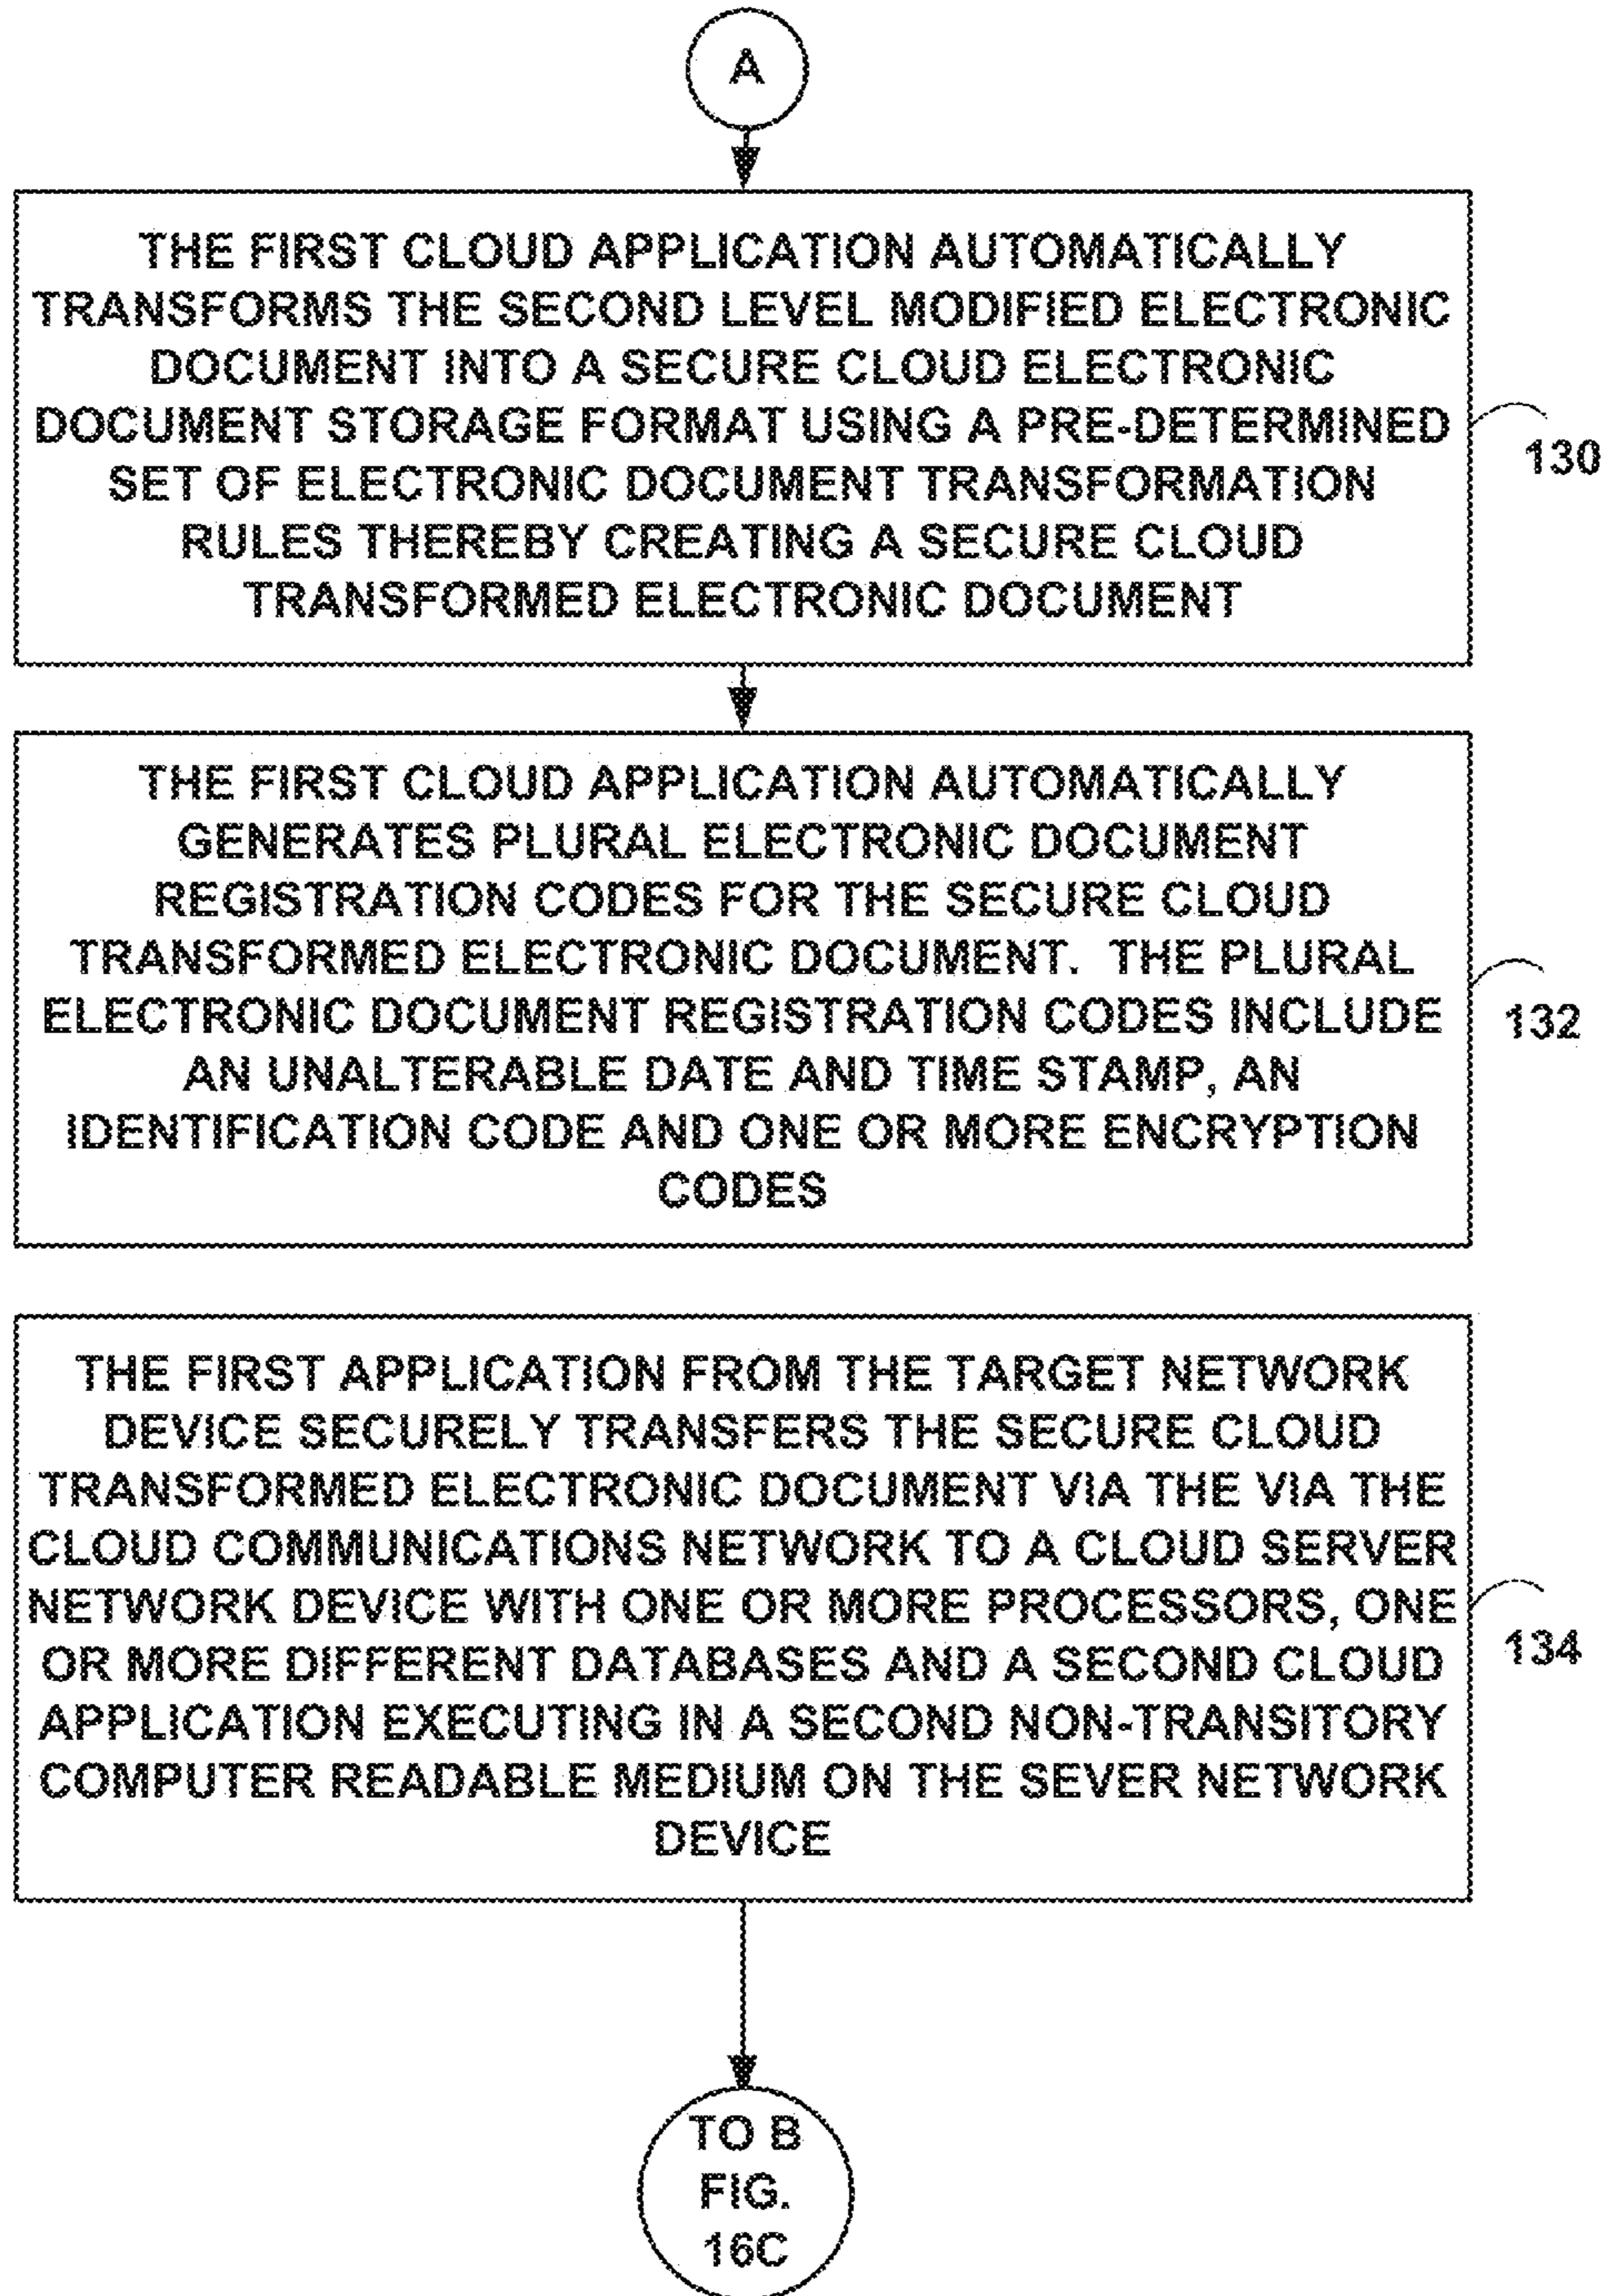 A
THE FIRST CLOUD APPLICATION AUTOMATICALLY
TRANSFORMS THE SECOND LEVEL MODIFIED ELECTRONIC
DOCUMENT INTO A SECURE CLOUD ELECTRONIC
DOCUMENT STORAGE FORMAT USING A PRE-DETERMINED
SET OF ELECTRONIC DOCUMENT TRANSFORMATION
RULES THEREBY CREATING A SECURE CLOUD
TRANSFORMED ELECTRONIC DOCUMENT
130
THE FIRST CLOUD APPLICATION AUTOMATICALLY
GENERATES PLURAL ELECTRONIC DOCUMENT
REGISTRATION CODES FOR THE SECURE CLOUD
TRANSFORMED ELECTRONIC DOCUMENT. THE PLURAL
ELECTRONIC DOCUMENT REGISTRATION CODES INCLUDE
AN UNALTERABLE DATE AND TIME STAMP, AN
IDENTIFICATION CODE AND ONE OR MORE ENCRYPTION
CODES
132
THE FIRST APPLICATION FROM THE TARGET NETWORK
DEVICE SECURELY TRANSFERS THE SECURE CLOUD
TRANSFORMED ELECTRONIC DOCUMENT VIA THE VIA THE
CLOUD COMMUNICATIONS NETWORK TO A CLOUD SERVER
NETWORK DEVICE WITH ONE OR MORE PROCESSORS, ONE
OR MORE DIFFERENT DATABASES AND A SECOND CLOUD
APPLICATION EXECUTING IN A SECOND NON-TRANSITORY
COMPUTER READABLE MEDIUM ON THE SEVER NETWORK
DEVICE
134
TO B
FIG.
16C